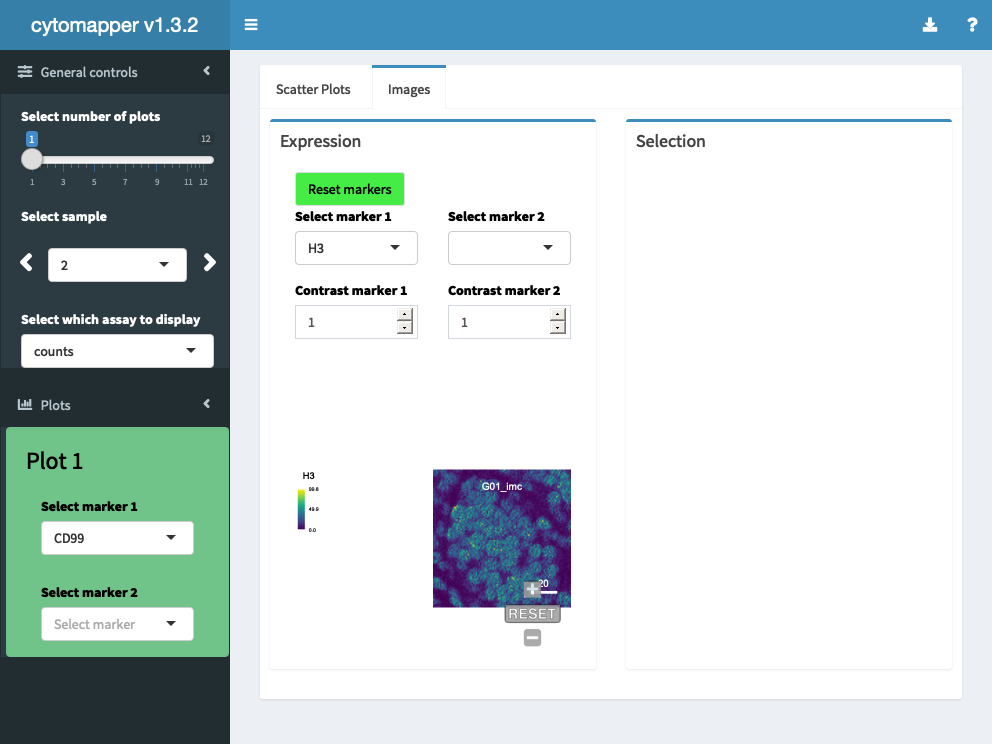 cytomapper v1.3.2
General controls
Select number of plots
1
12
1 3 5 7 9 11 12
Select sample
2
Select which assay to display
counts
Plots
Plot 1
Select marker 1
CD99
Select marker 2
Select marker
Scatter Plots
Images
Expression
Reset markers
Select marker 1
Select marker 2
H3
Contrast marker 1
Contrast marker 2
1
1
H3
99.8
49.9
0.0
G01_imc
20
RESET
Selection